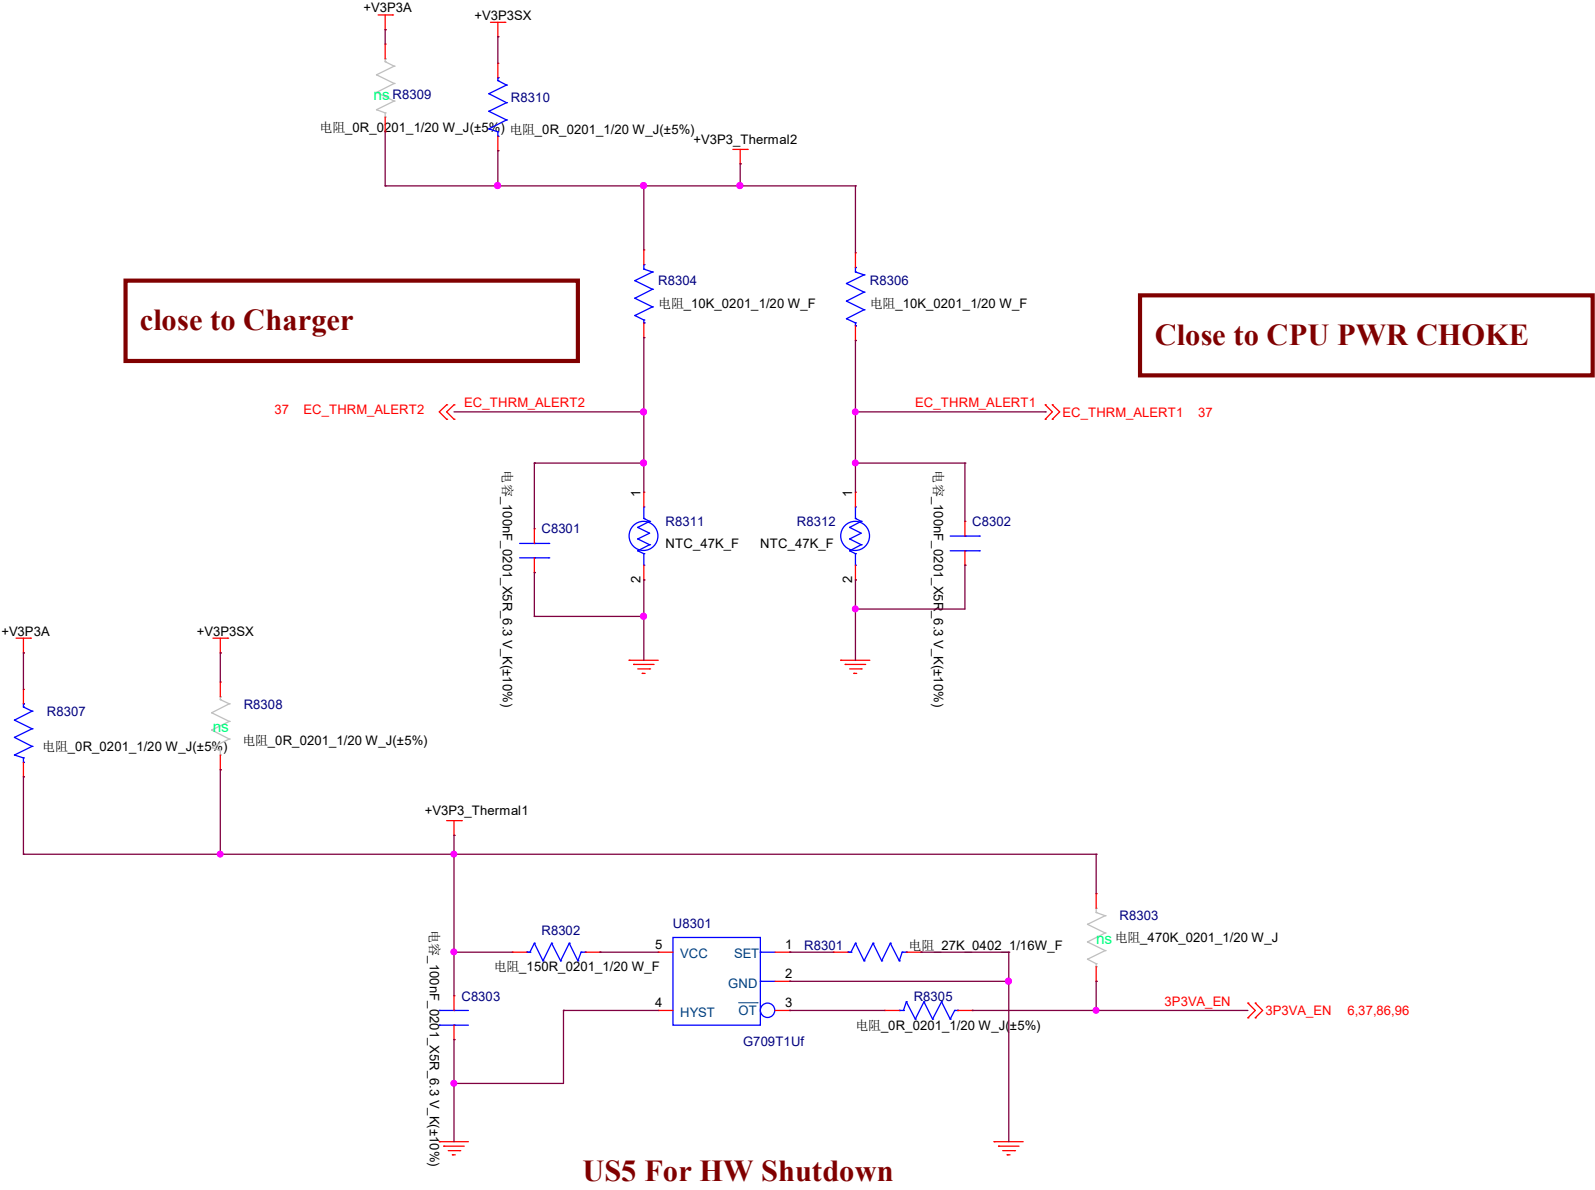 +V3P3A
+V3P3SX
ns
R8309
电阻_0R_0201_1/20 W_J(±5%)
R8310
电阻_0R_0201_1/20 W_J(±5%)
+V3P3_Thermal2
R8304
电阻_10K_0201_1/20 W_F
R8306
电阻_10K_0201_1/20 W_F
close to Charger
Close to CPU PWR CHOKE
37 EC_THRM_ALERT2
EC_THRM_ALERT2
EC_THRM_ALERT1
EC_THRM_ALERT1 37
电容_100nF_0201_X5R_6.3 V_K(±10%)
C8301
1
R8311
NTC_47K_F
2
1
R8312
NTC_47K_F
2
电容_100nF_0201_X5R_6.3 V_K(±10%)
C8302
+V3P3A
+V3P3SX
R8307
电阻_0R_0201_1/20 W_J(±5%)
R8308
ns
电阻_0R_0201_1/20 W_J(±5%)
+V3P3_Thermal1
R8302
电阻_150R_0201_1/20 W_F
电容_100nF_0201_X5R_6.3 V_K(±10%)
C8303
U8301
5
VCC
SET
1
GND
2
4
HYST
OT
3
G709T1Uf
R8301
电阻_27K_0402_1/16W_F
R8305
电阻_0R_0201_1/20 W_J(±5%)
R8303
ns
电阻_470K_0201_1/20 W_J
3P3VA_EN
3P3VA_EN 6,37,86,96
US5 For HW Shutdown